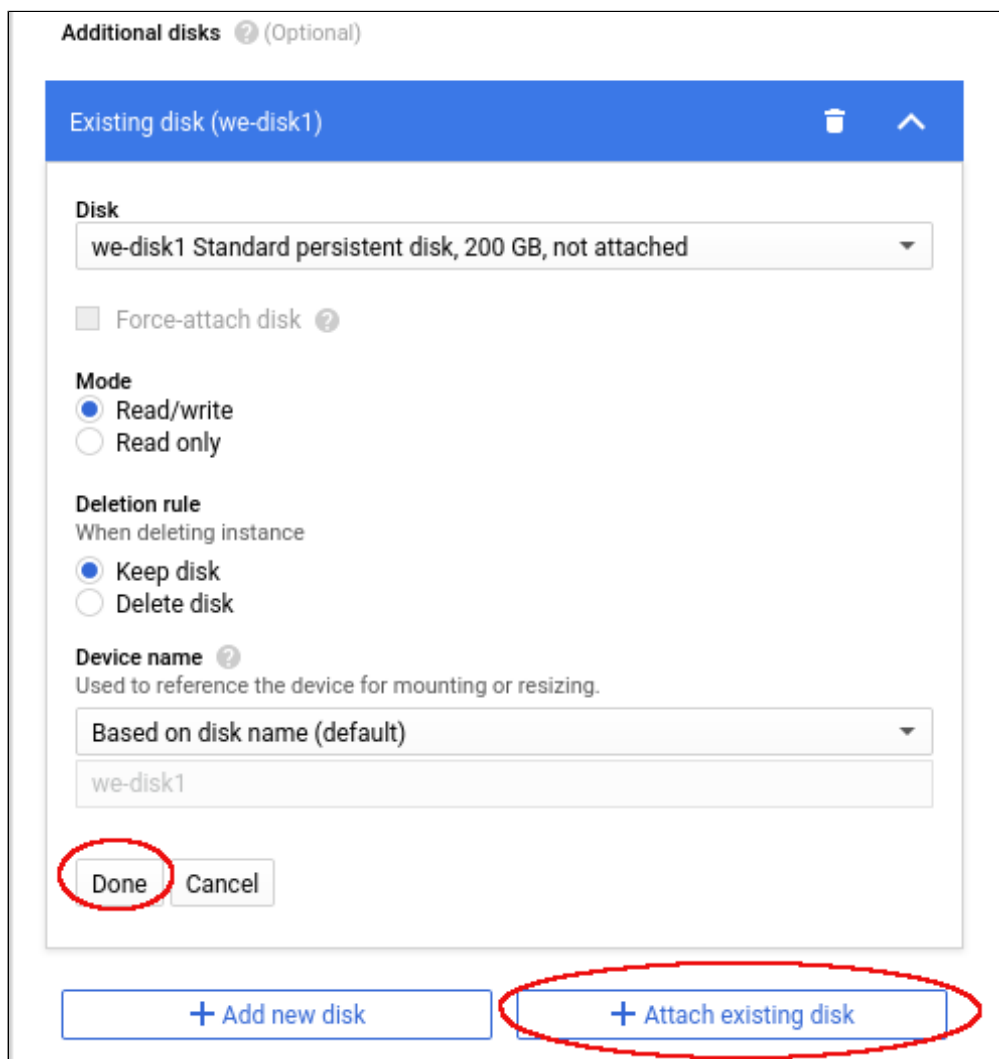 Additional disks ? (Optional)
Existing disk (we-disk1)
Disk
we-disk1 Standard persistent disk, 200 GB, not attached
Force-attach disk ?
Mode
Read/write
Read only
Deletion rule
When deleting instance
Keep disk
Delete disk
Device name ?
Used to reference the device for mounting or resizing.
Based on disk name (default)
we-disk1
Done Cancel
+ Add new disk + Attach existing disk